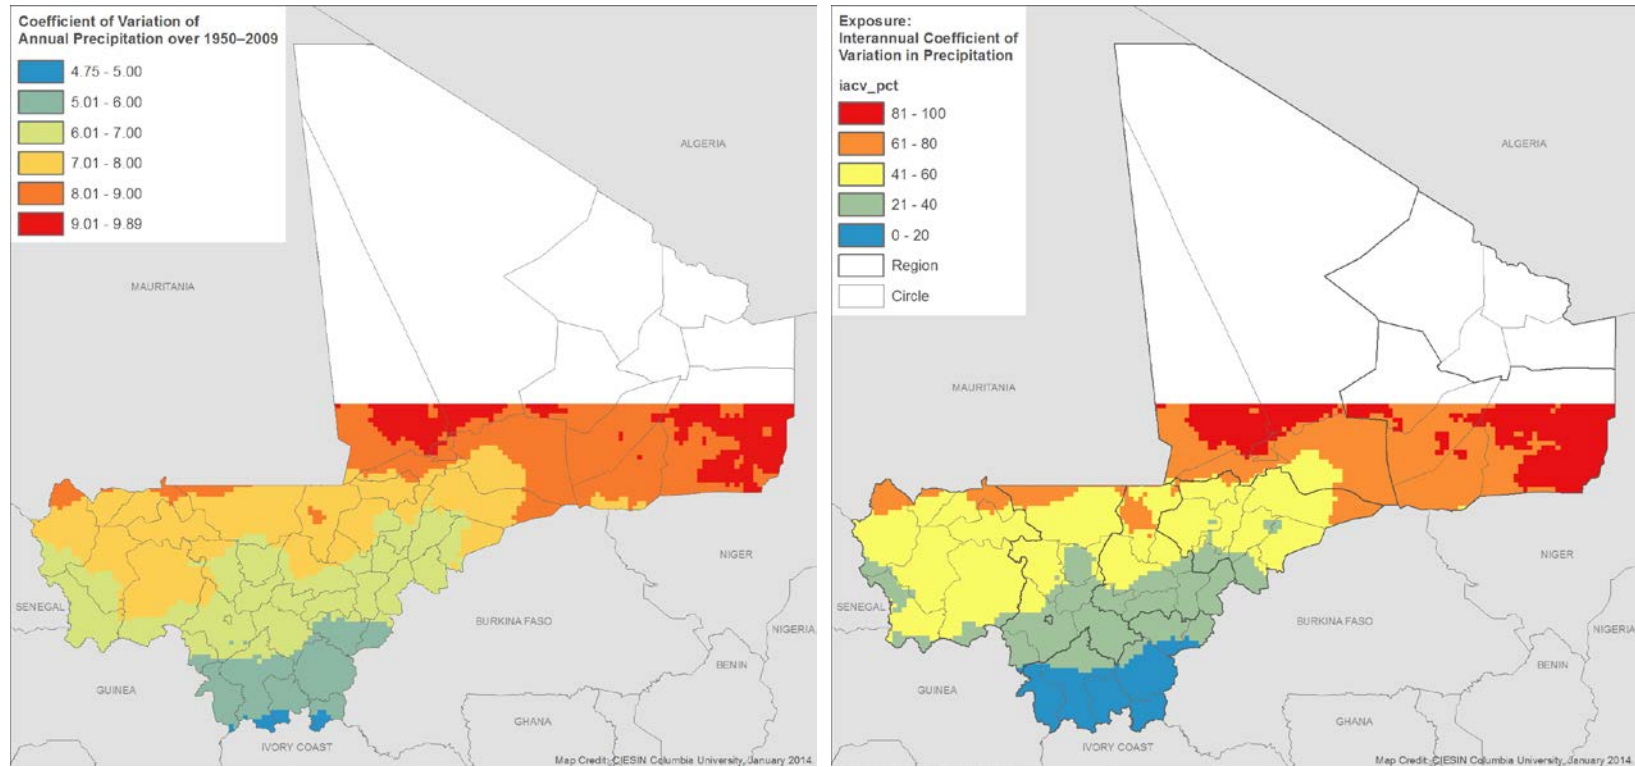 Coefficient of Variation of
Annual Precipitation over 1950–2009
4.75 - 5.00
5.01 - 6.00
6.01 - 7.00
7.01 - 8.00
8.01 - 9.00
9.01 - 9.89
ALGERIA
MAURITANIA
NIGER
SENEGAL
BURKINA FASO
NIGERIA
BENIN
GUINEA
GHANA
IVORY COAST
Map Credit: CIESIN Columbia University, January 2014.
Exposure:
Interannual Coefficient of
Variation in Precipitation
iacv_pct
81 - 100
61 - 80
41 - 60
21 - 40
0 - 20
Region
Circle
ALGERIA
MAURITANIA
NIGER
SENEGAL
BURKINA FASO
NIGERIA
BENIN
GUINEA
GHANA
IVORY COAST
Map Credit: CIESIN Columbia University, January 2014.